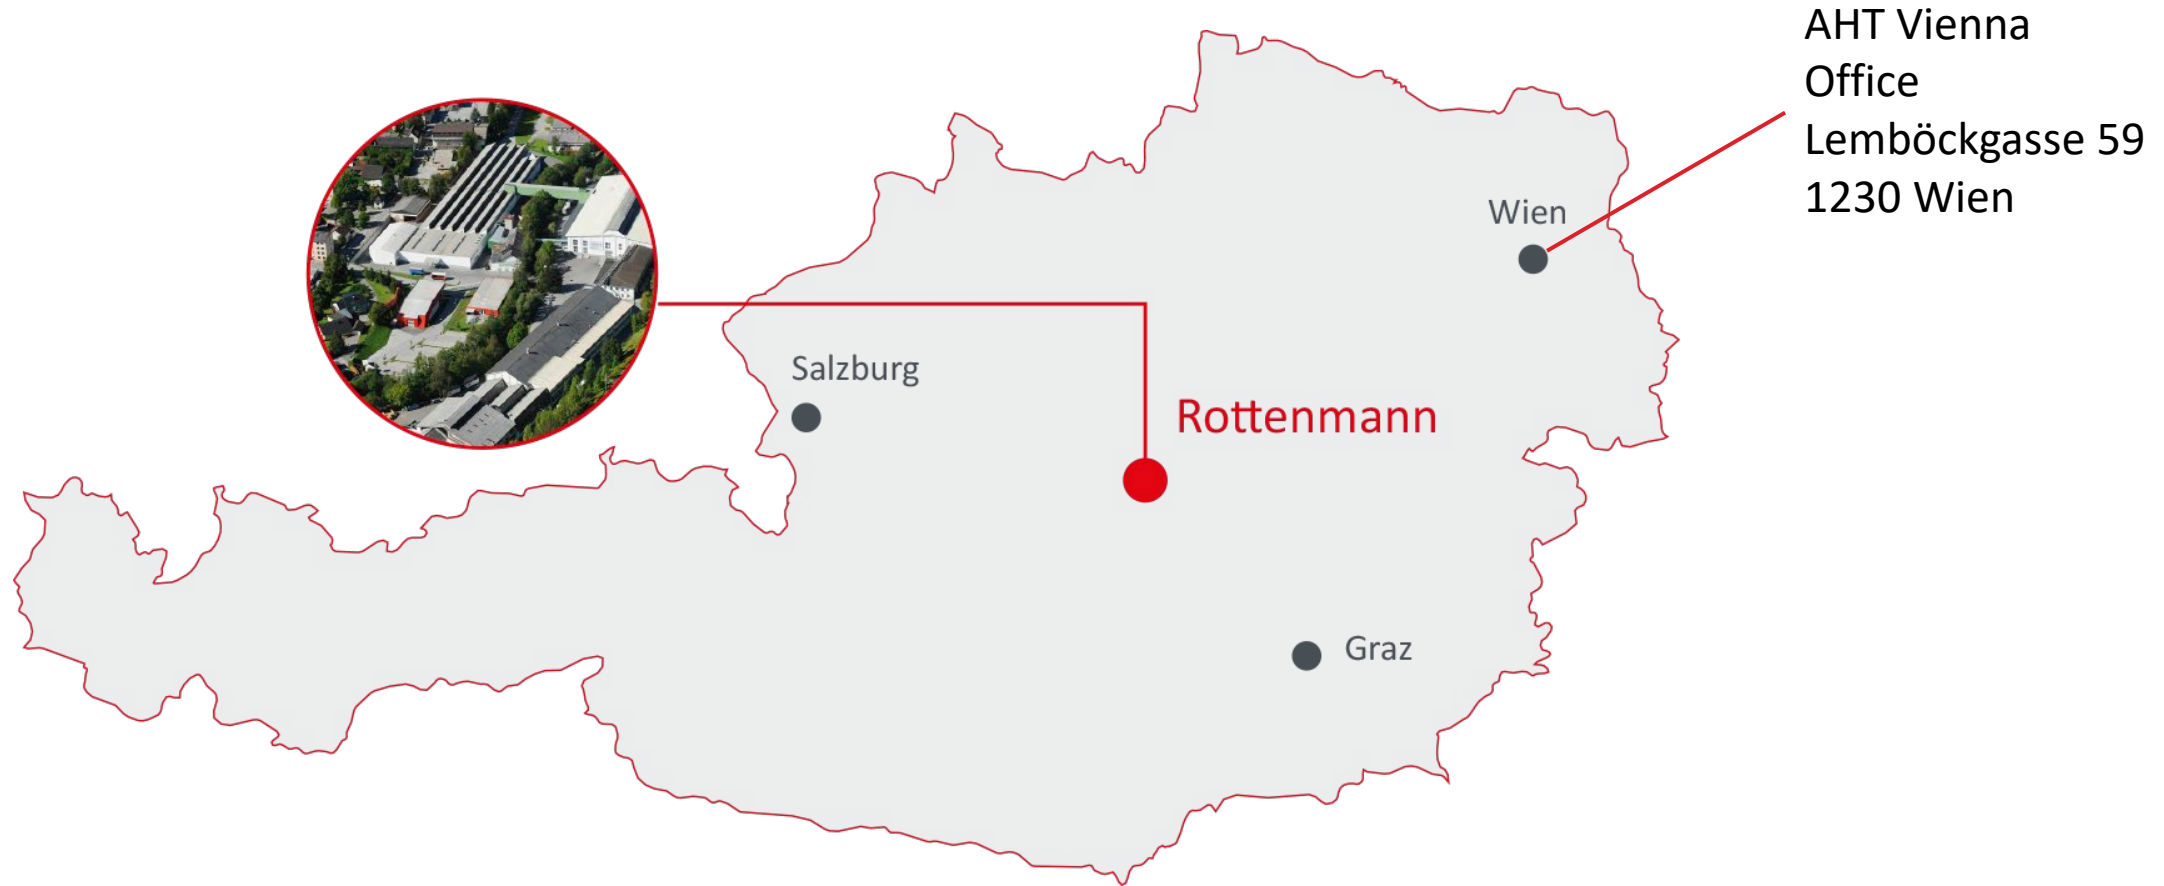 AHT Vienna
Office
Lemböckgasse 59
1230 Wien
Wien
Salzburg
Rottenmann
Graz